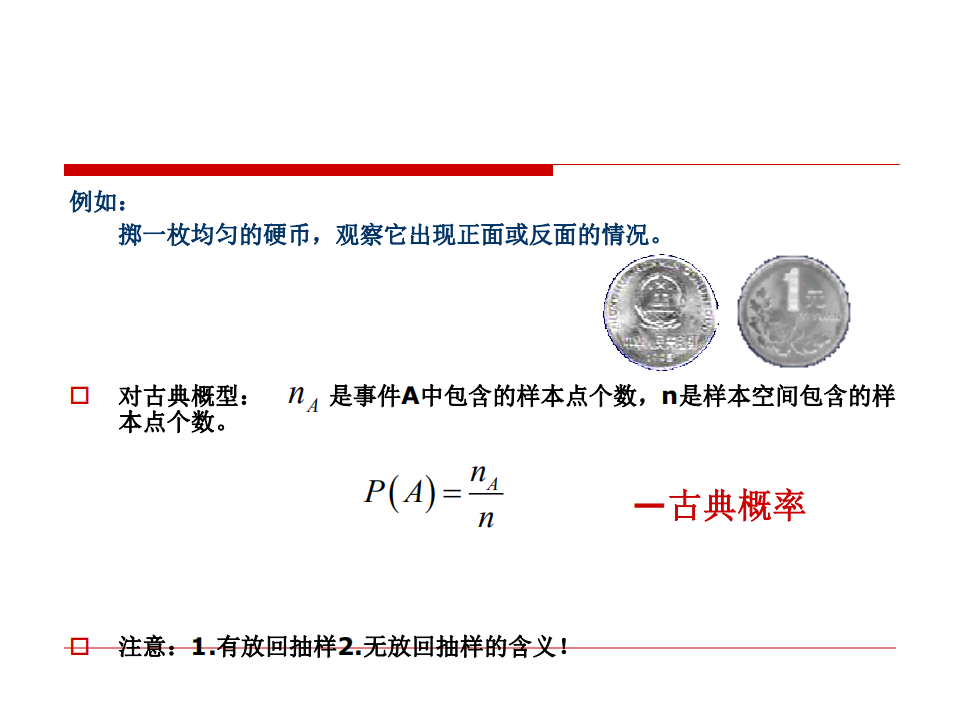 例如：
掷一枚均匀的硬币，观察它出现正面或反面的情况。
1元
对古典概型： n_A 是事件A中包含的样本点个数，n是样本空间包含的样
本点个数。
P(A) = n_A / n
—古典概率
注意：1.有放回抽样2.无放回抽样的含义！